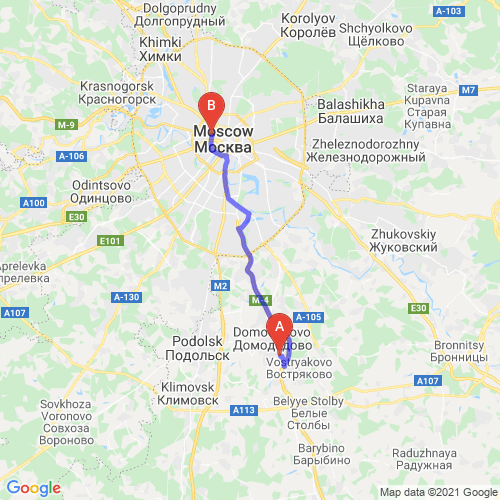 Dolgoprudny
Долгопрудный
A-103
Korolyov
Королёв
Shchyolkovo
Щёлково
Khimki
Химки
Krasnogorsk
Красногорск
Staraya
Kupavna
Старая
Купавна
M7
B
Balashikha
Балашиха
M-9
Moscow
Москва
Zheleznodorozhny
Железнодорожный
A-106
Odintsovo
Одинцово
A100
E30
E101
Zhukovskiy
Жуковский
Aprelevka
Апрелевка
M2
A-130
M-4
E30
A107
A-105
A
Domodedovo
Домодедово
Podolsk
Подольск
Vostryakovo
Востряково
Bronnitsy
Бронницы
Klimovsk
Климовск
A107
Belyye Stolby
Белые
Столбы
A113
Sovkhoza
Voronovo
Совхоза
Вороново
Barybino
Барыбино
Raduzhnaya
Радужная
Google
Map data ©2021